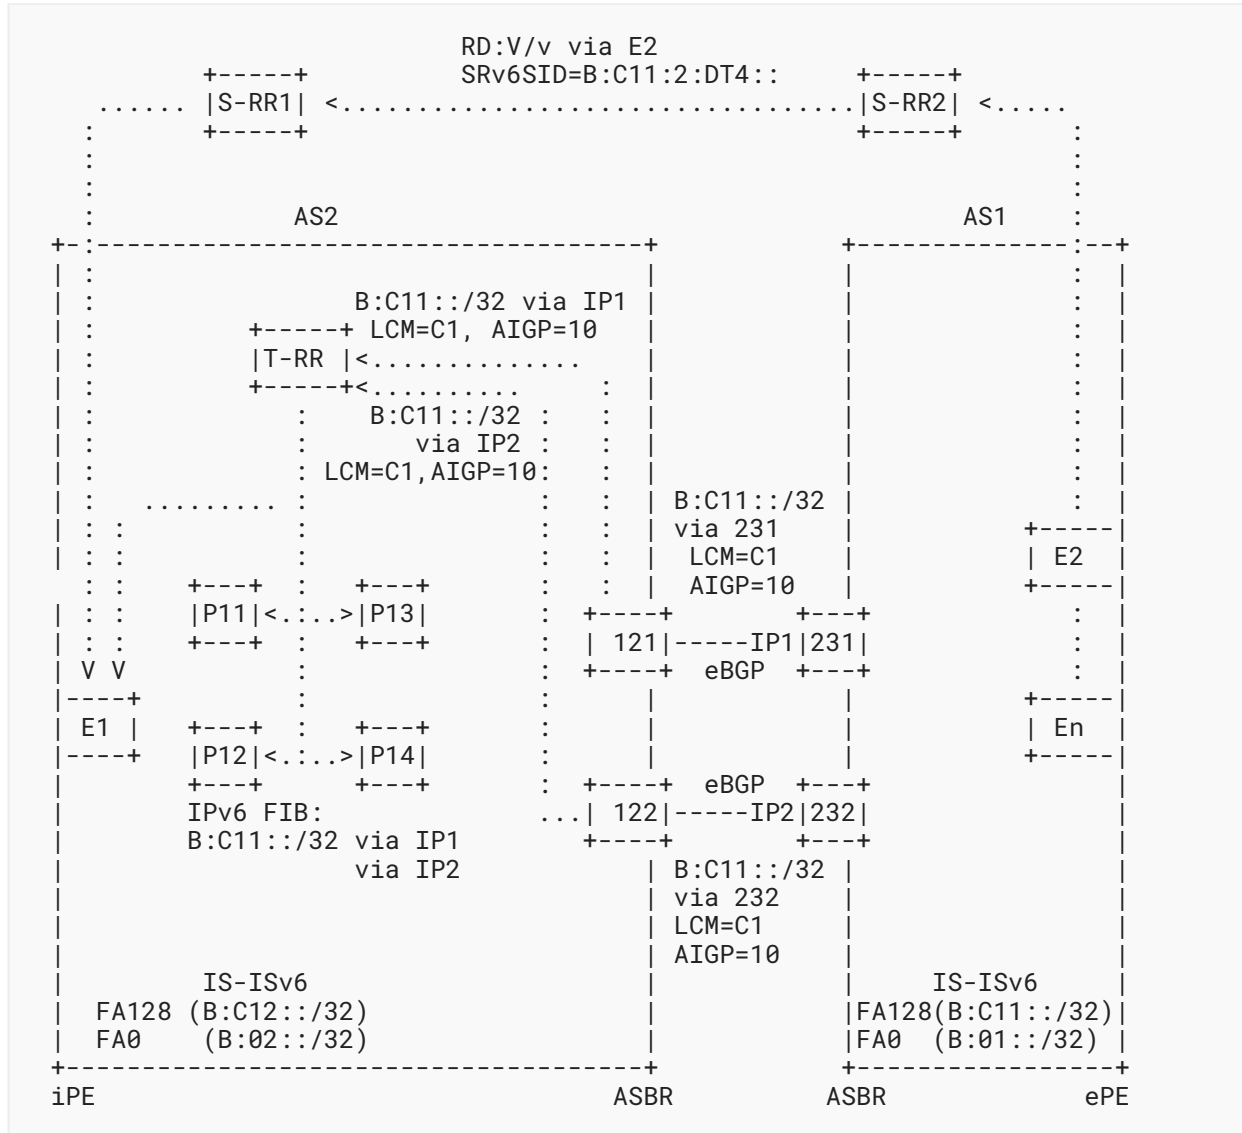 RD:V/v via E2
          +-----+          SRv6SID=B:C11:2:DT4::     +-----+
   ...... |S-RR1| <..................................|S-RR2| <.....
  :       +-----+                                    +-----+       :
  :                                                                :
  :                                                                :
  :             AS2                                         AS1    :
+-:------------------------------------+            +--------------:--+
| :                                    |            |              :  |
| :                 B:C11::/32 via IP1 |            |              :  |
| :          +-----+ LCM=C1, AIGP=10   |            |              :  |
| :          |T-RR |<..............    |            |              :  |
| :          +-----+<..........     :  |            |              :  |
| :             :    B:C11::/32 :   :  |            |              :  |
| :             :       via IP2 :   :  |            |              :  |
| :             : LCM=C1,AIGP=10:   :  |            |              :  |
| :   ......... :               :   :  | B:C11::/32 |              :  |
| : :           :               :   :  | via 231    |           +-----|
| : :           :               :   :  |  LCM=C1    |           | E2  |
  : :    +---+  :   +---+       :   :  |  AIGP=10   |           +-----|
| : :    |P11|<.:..>|P13|       :  +----+        +---+             :  |
| : :    +---+  :   +---+       :  | 121|-----IP1|231|             :  |
| V V           :               :  +----+  eBGP  +---+             :  |
|----+          :               :      |            |           +-----|
| E1 |   +---+  :   +---+       :      |            |           | En  |
|----+   |P12|<.:..>|P14|       :      |            |           +-----|
|        +---+      +---+       :  +----+  eBGP  +---+                |
|        IPv6 FIB:              ...| 122|-----IP2|232|                |
|        B:C11::/32 via IP1        +----+        +---+                |
|                   via IP2            | B:C11::/32 |                 |
|                                      | via 232    |                 |
|                                      | LCM=C1     |                 |
|                                      | AIGP=10    |                 |
|         IS-ISv6                      |            |     IS-ISv6     |
|  FA128 (B:C12::/32)                  |            |FA128(B:C11::/32)|
|  FA0    (B:02::/32)                  |            |FA0  (B:01::/32) |
+--------------------------------------+            +-----------------+
iPE                                  ASBR         ASBR             ePE